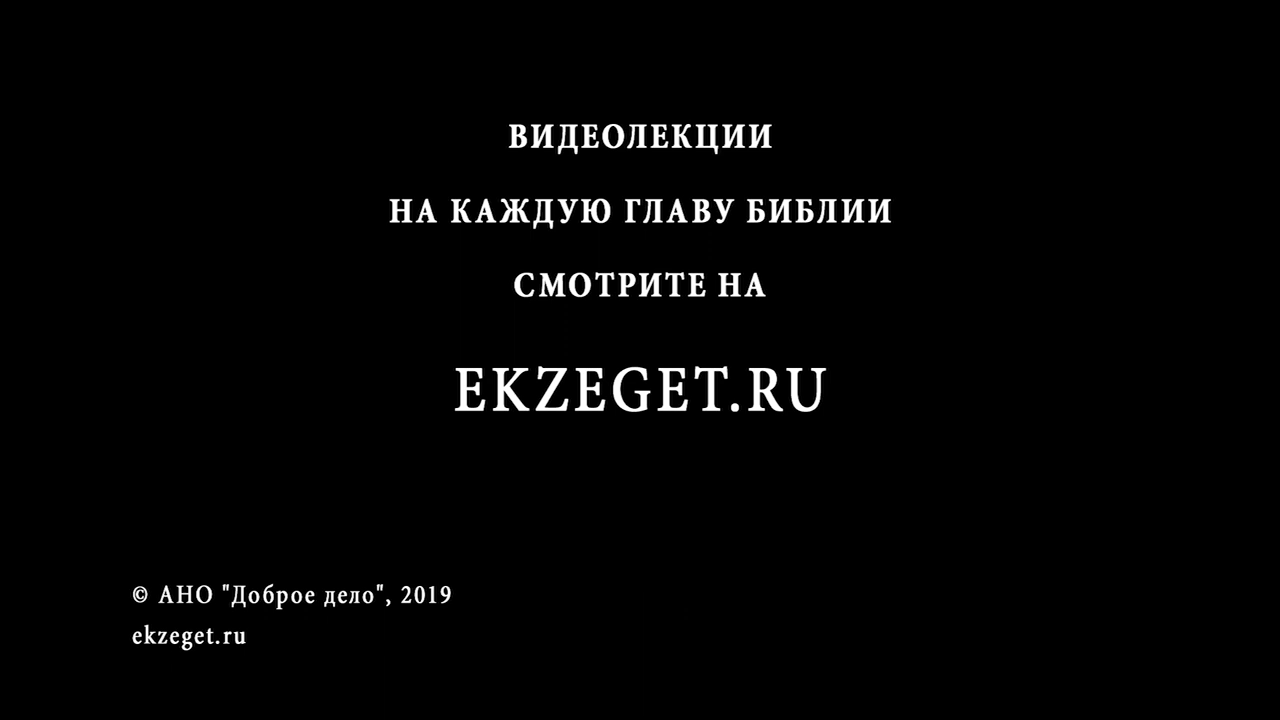 ВИДЕОЛЕКЦИИ
НА КАЖДУЮ ГЛАВУ БИБЛИИ
СМОТРИТЕ НА
EKZEGET.RU
© АНО "Доброе дело", 2019
ekzeget.ru